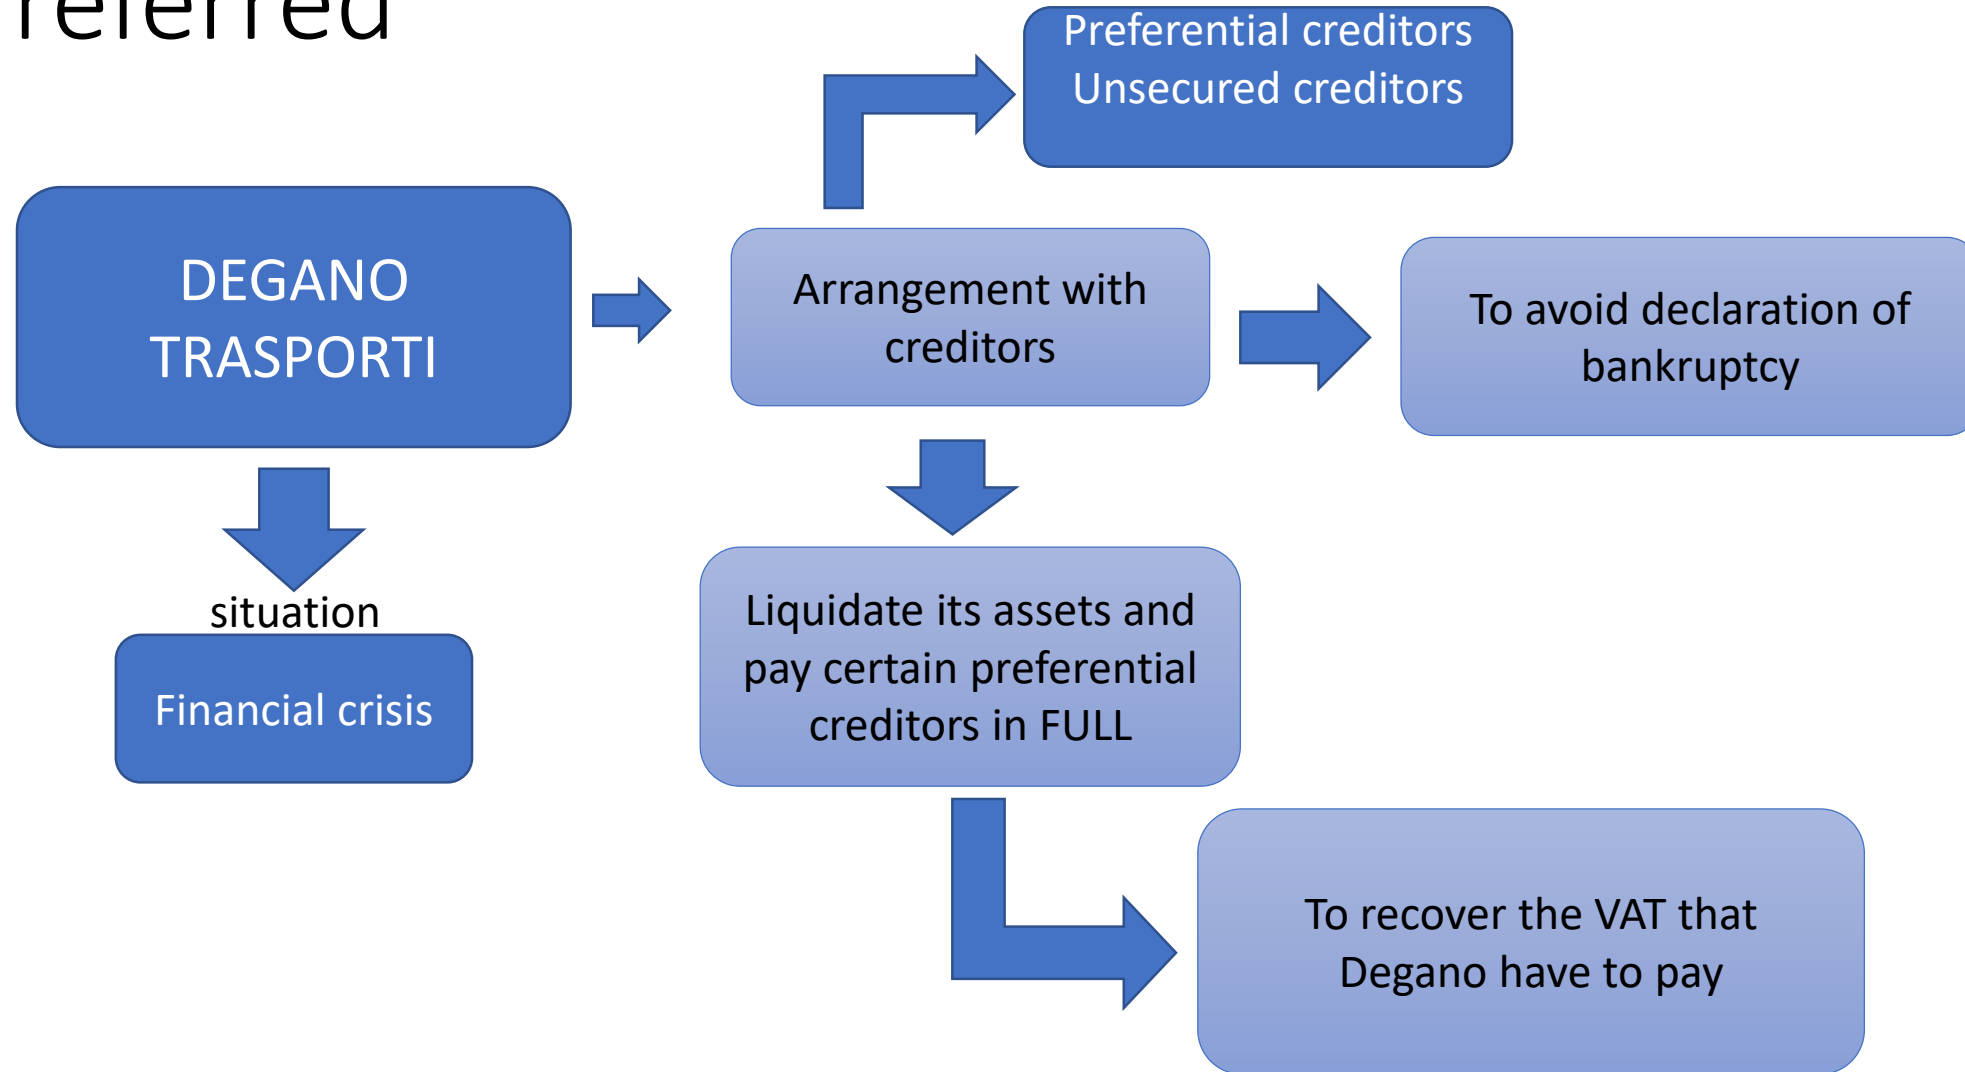 referred
Preferential creditors
Unsecured creditors
DEGANO
TRASPORTI
Arrangement with
creditors
To avoid declaration of
bankruptcy
situation
Financial crisis
Liquidate its assets and
pay certain preferential
creditors in FULL
To recover the VAT that
Degano have to pay